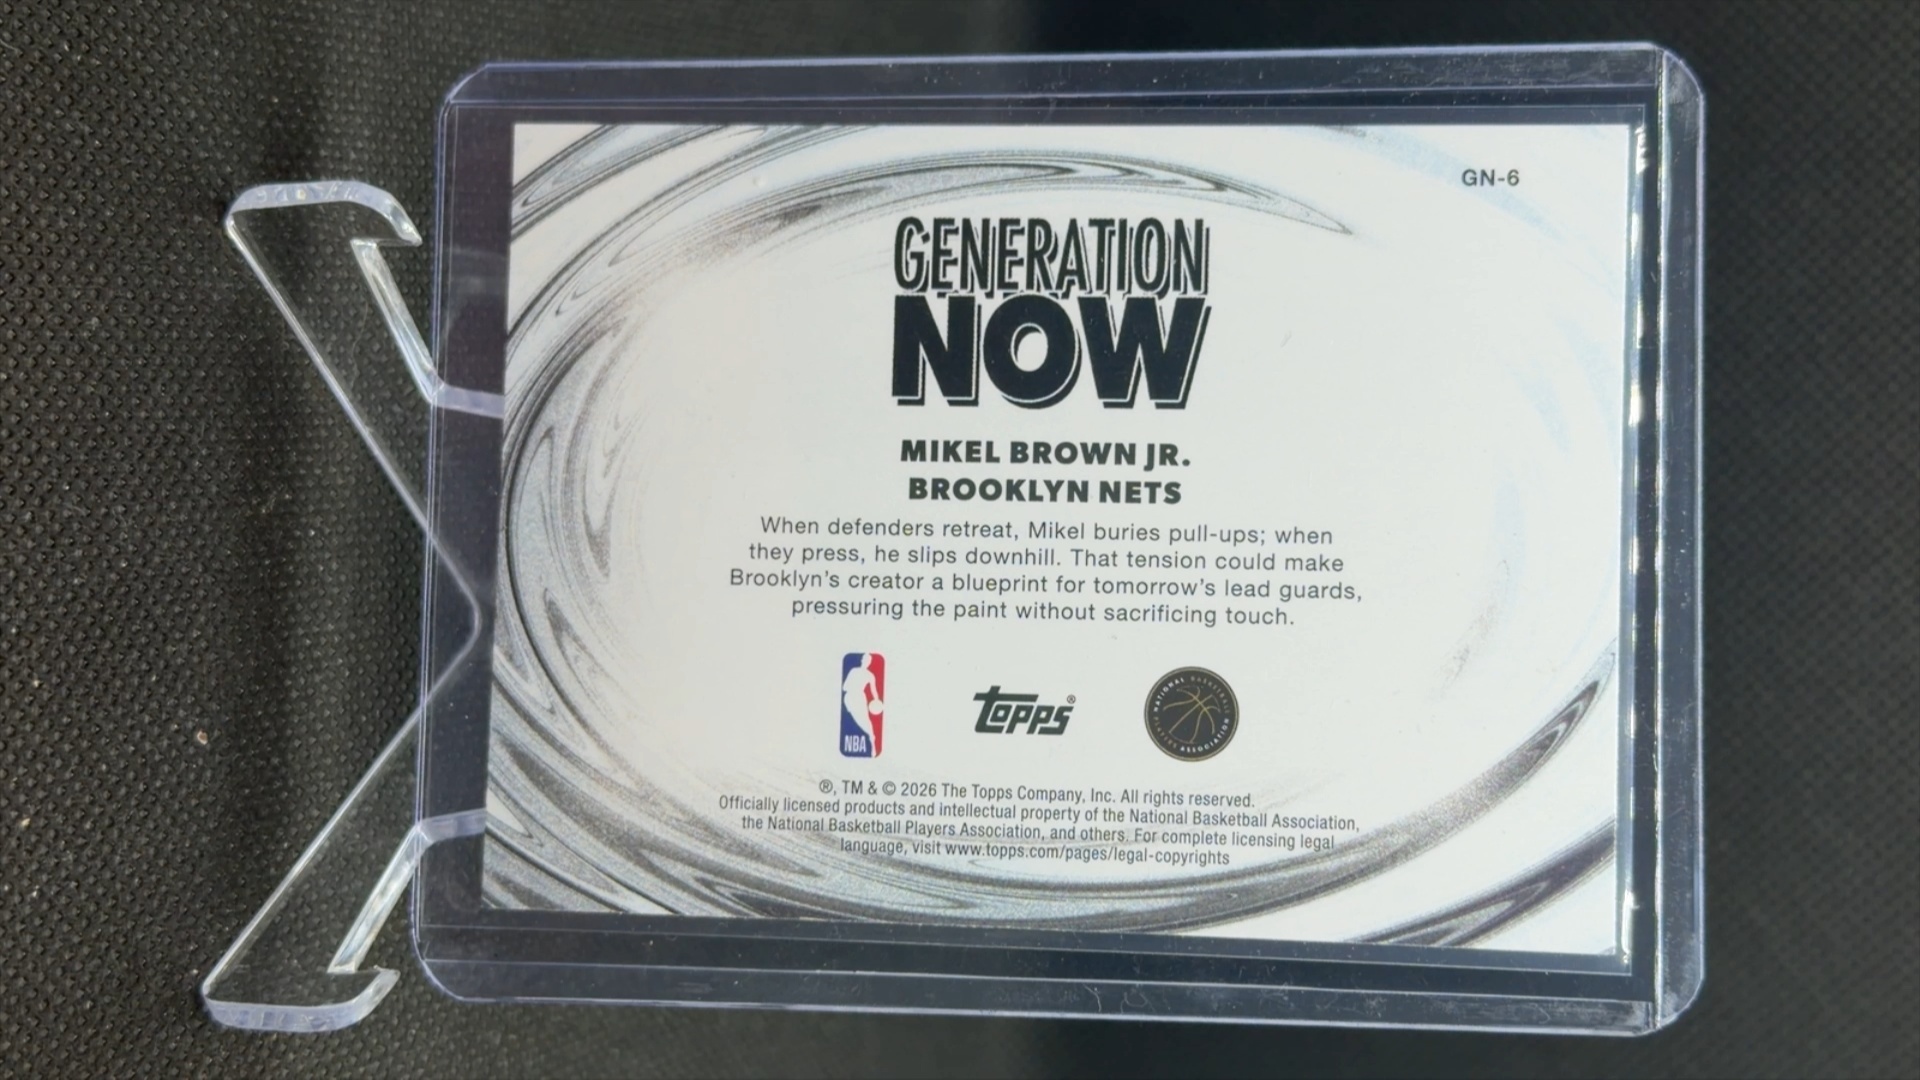 GN-6
GENERATION
NOW
MIKEL BROWN JR.
BROOKLYN NETS
When defenders retreat, Mikel buries pull-ups; when
they press, he slips downhill. That tension could make
Brooklyn's creator a blueprint for tomorrow's lead guards,
pressuring the paint without sacrificing touch.
NBA
topps®
NATIONAL BASKETBALL
PLAYERS ASSOCIATION
®, TM & © 2026 The Topps Company, Inc. All rights reserved.
Officially licensed products and intellectual property of the National Basketball Association,
the National Basketball Players Association, and others. For complete licensing legal
language, visit www.topps.com/pages/legal-copyrights